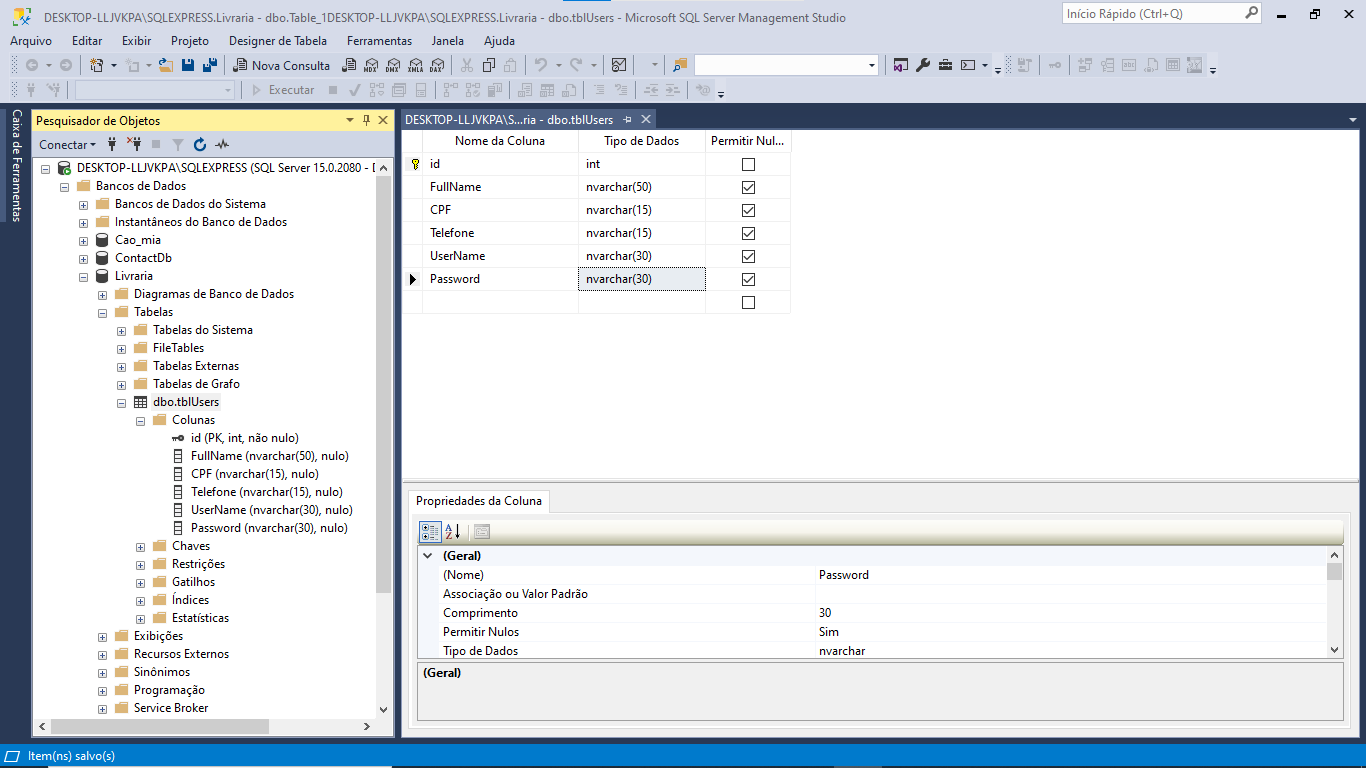 DESKTOP-LLJVKPA\SQLEXPRESS.Livraria - dbo.Table_1DESKTOP-LLJVKPA\SQLEXPRESS.Livraria - dbo.tblUsers - Microsoft SQL Server Management Studio
Início Rápido (Ctrl+Q)
Arquivo Editar Exibir Projeto Designer de Tabela Ferramentas Janela Ajuda
Nova Consulta MDX DMX XMLA DAX
Executar
Caixa de Ferramentas
Pesquisador de Objetos
Conectar
DESKTOP-LLJVKPA\SQLEXPRESS (SQL Server 15.0.2080 - D
Bancos de Dados
Bancos de Dados do Sistema
Instantâneos do Banco de Dados
Cao_mia
ContactDb
Livraria
Diagramas de Banco de Dados
Tabelas
Tabelas do Sistema
FileTables
Tabelas Externas
Tabelas de Grafo
dbo.tblUsers
Colunas
id (PK, int, não nulo)
FullName (nvarchar(50), nulo)
CPF (nvarchar(15), nulo)
Telefone (nvarchar(15), nulo)
UserName (nvarchar(30), nulo)
Password (nvarchar(30), nulo)
Chaves
Restrições
Gatilhos
Índices
Estatísticas
Exibições
Recursos Externos
Sinônimos
Programação
Service Broker
DESKTOP-LLJVKPA\S...ria - dbo.tblUsers
Nome da Coluna Tipo de Dados Permitir Nul...
id int
FullName nvarchar(50)
CPF nvarchar(15)
Telefone nvarchar(15)
UserName nvarchar(30)
Password nvarchar(30)
Propriedades da Coluna
(Geral)
(Nome) Password
Associação ou Valor Padrão
Comprimento 30
Permitir Nulos Sim
Tipo de Dados nvarchar
(Geral)
Item(ns) salvo(s)